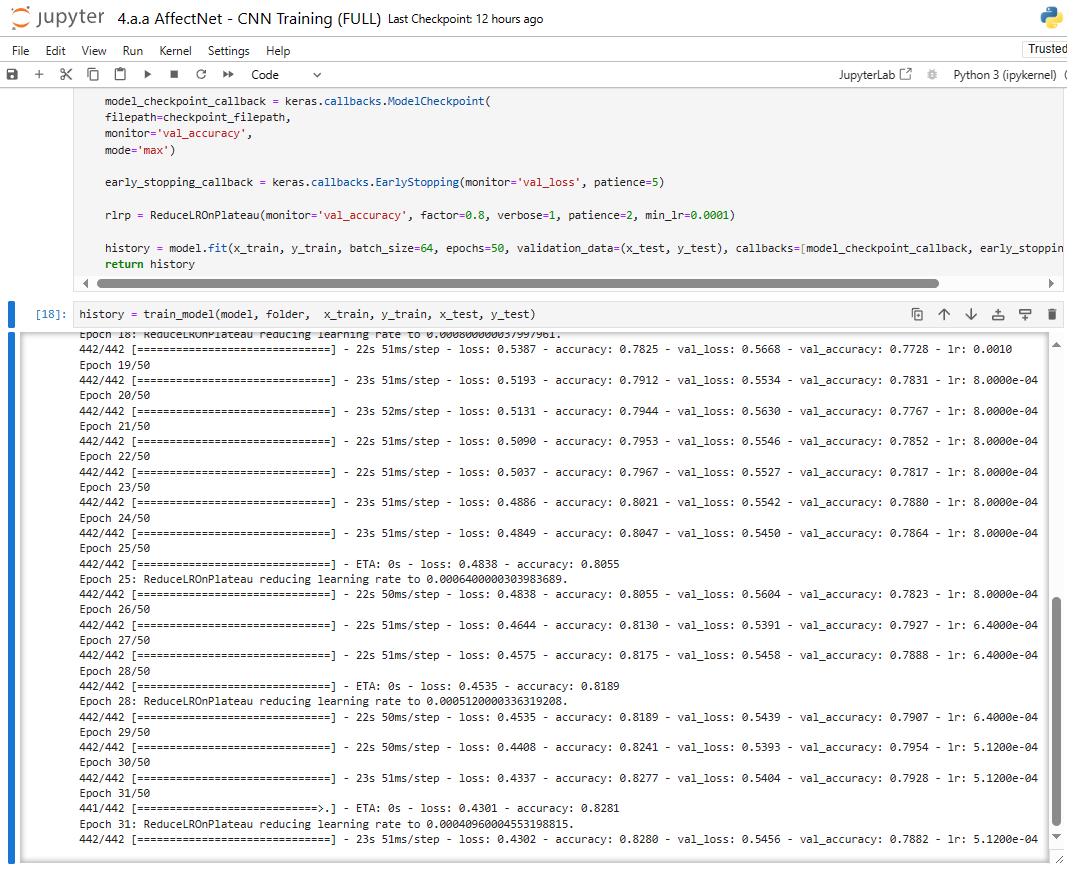 jupyter 4.a.a AffectNet - CNN Training (FULL) Last Checkpoint: 12 hours ago
File Edit View Run Kernel Settings Help Trusted
Code JupyterLab Python 3 (ipykernel)
model_checkpoint_callback = keras.callbacks.ModelCheckpoint(
filepath=checkpoint_filepath,
monitor='val_accuracy',
mode='max')
early_stopping_callback = keras.callbacks.EarlyStopping(monitor='val_loss', patience=5)
rlrp = ReduceLROnPlateau(monitor='val_accuracy', factor=0.8, verbose=1, patience=2, min_lr=0.0001)
history = model.fit(x_train, y_train, batch_size=64, epochs=50, validation_data=(x_test, y_test), callbacks=[model_checkpoint_callback, early_stoppin
return history
[18]: history = train_model(model, folder, x_train, y_train, x_test, y_test)
Epoch 18: ReduceLROnPlateau reducing learning rate to 0.000800000037997961.
442/442 [==============================] - 22s 51ms/step - loss: 0.5387 - accuracy: 0.7825 - val_loss: 0.5668 - val_accuracy: 0.7728 - lr: 0.0010
Epoch 19/50
442/442 [==============================] - 23s 51ms/step - loss: 0.5193 - accuracy: 0.7912 - val_loss: 0.5534 - val_accuracy: 0.7831 - lr: 8.0000e-04
Epoch 20/50
442/442 [==============================] - 23s 52ms/step - loss: 0.5131 - accuracy: 0.7944 - val_loss: 0.5630 - val_accuracy: 0.7767 - lr: 8.0000e-04
Epoch 21/50
442/442 [==============================] - 22s 51ms/step - loss: 0.5090 - accuracy: 0.7953 - val_loss: 0.5546 - val_accuracy: 0.7852 - lr: 8.0000e-04
Epoch 22/50
442/442 [==============================] - 22s 51ms/step - loss: 0.5037 - accuracy: 0.7967 - val_loss: 0.5527 - val_accuracy: 0.7817 - lr: 8.0000e-04
Epoch 23/50
442/442 [==============================] - 23s 51ms/step - loss: 0.4886 - accuracy: 0.8021 - val_loss: 0.5542 - val_accuracy: 0.7880 - lr: 8.0000e-04
Epoch 24/50
442/442 [==============================] - 23s 51ms/step - loss: 0.4849 - accuracy: 0.8047 - val_loss: 0.5450 - val_accuracy: 0.7864 - lr: 8.0000e-04
Epoch 25/50
442/442 [==============================] - ETA: 0s - loss: 0.4838 - accuracy: 0.8055
Epoch 25: ReduceLROnPlateau reducing learning rate to 0.0006400000303983689.
442/442 [==============================] - 22s 50ms/step - loss: 0.4838 - accuracy: 0.8055 - val_loss: 0.5604 - val_accuracy: 0.7823 - lr: 8.0000e-04
Epoch 26/50
442/442 [==============================] - 22s 51ms/step - loss: 0.4644 - accuracy: 0.8130 - val_loss: 0.5391 - val_accuracy: 0.7927 - lr: 6.4000e-04
Epoch 27/50
442/442 [==============================] - 22s 51ms/step - loss: 0.4575 - accuracy: 0.8175 - val_loss: 0.5458 - val_accuracy: 0.7888 - lr: 6.4000e-04
Epoch 28/50
442/442 [==============================] - ETA: 0s - loss: 0.4535 - accuracy: 0.8189
Epoch 28: ReduceLROnPlateau reducing learning rate to 0.0005120000336319208.
442/442 [==============================] - 22s 50ms/step - loss: 0.4535 - accuracy: 0.8189 - val_loss: 0.5439 - val_accuracy: 0.7907 - lr: 6.4000e-04
Epoch 29/50
442/442 [==============================] - 22s 50ms/step - loss: 0.4408 - accuracy: 0.8241 - val_loss: 0.5393 - val_accuracy: 0.7954 - lr: 5.1200e-04
Epoch 30/50
442/442 [==============================] - 23s 51ms/step - loss: 0.4337 - accuracy: 0.8277 - val_loss: 0.5404 - val_accuracy: 0.7928 - lr: 5.1200e-04
Epoch 31/50
441/442 [============================>.] - ETA: 0s - loss: 0.4301 - accuracy: 0.8281
Epoch 31: ReduceLROnPlateau reducing learning rate to 0.00040960004553198815.
442/442 [==============================] - 23s 51ms/step - loss: 0.4302 - accuracy: 0.8280 - val_loss: 0.5456 - val_accuracy: 0.7882 - lr: 5.1200e-04